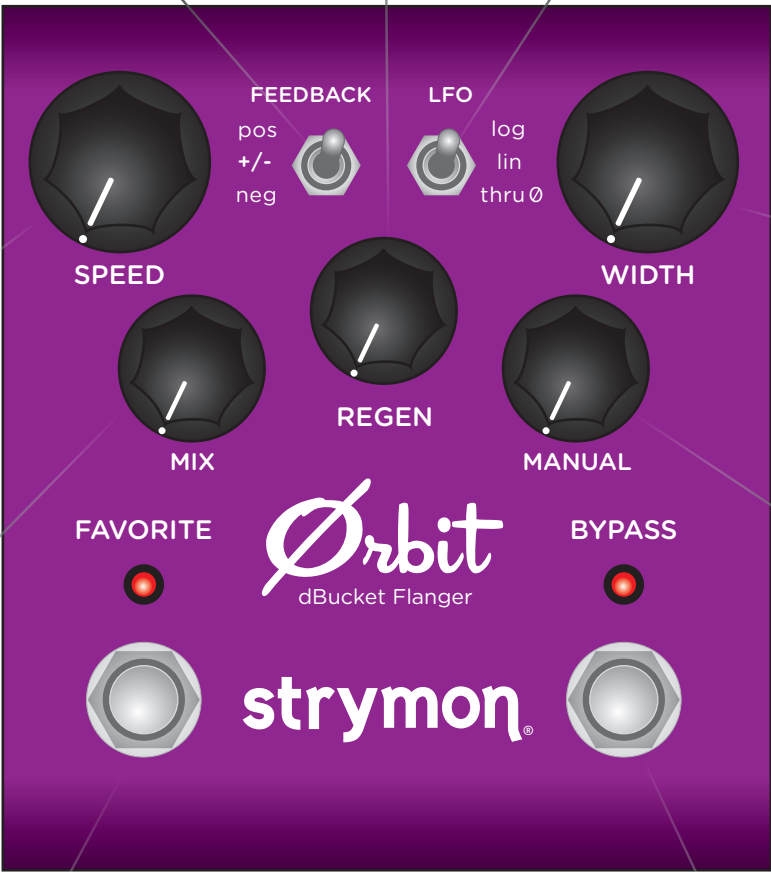 FEEDBACK
LFO
pos
+/-
neg
log
lin
thru Ø
SPEED
WIDTH
REGEN
MIX
MANUAL
FAVORITE
BYPASS
Ørbit
dBucket Flanger
strymon®